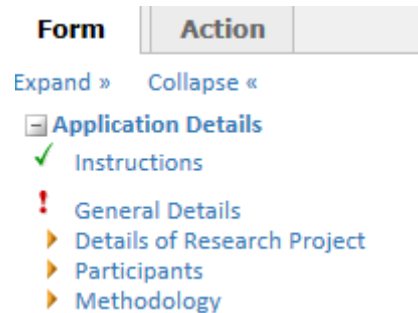 Form Action
Expand » Collapse «
Application Details
Instructions
General Details
Details of Research Project
Participants
Methodology